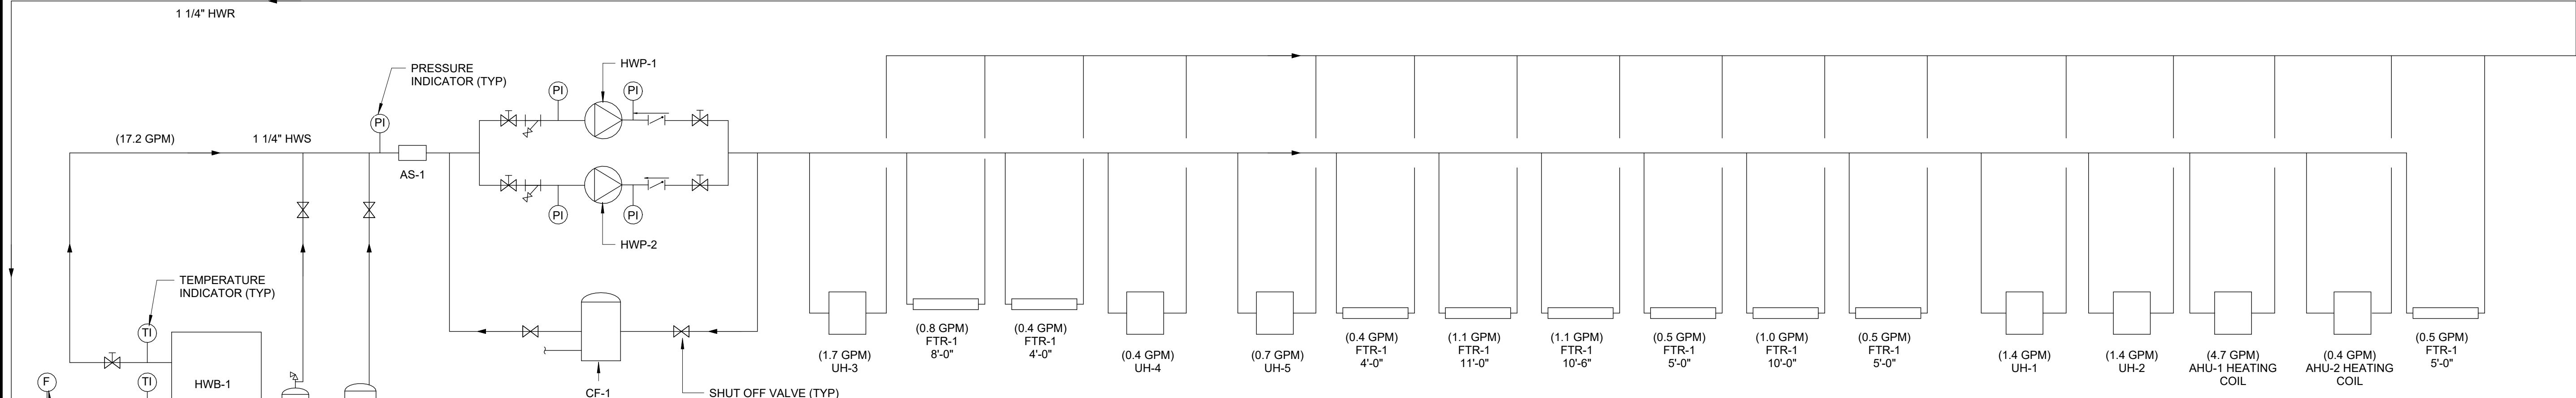 1 1/4" HWR
PRESSURE
INDICATOR (TYP)
HWP-1
PI
PI
PI
(17.2 GPM)
1 1/4" HWS
AS-1
PI
PI
HWP-2
TEMPERATURE
INDICATOR (TYP)
TI
HWB-1
F
TI
CF-1
SHUT OFF VALVE (TYP)
(1.7 GPM)
UH-3
(0.8 GPM)
FTR-1
8'-0"
(0.4 GPM)
FTR-1
4'-0"
(0.4 GPM)
UH-4
(0.7 GPM)
UH-5
(0.4 GPM)
FTR-1
4'-0"
(1.1 GPM)
FTR-1
11'-0"
(1.1 GPM)
FTR-1
10'-6"
(0.5 GPM)
FTR-1
5'-0"
(1.0 GPM)
FTR-1
10'-0"
(0.5 GPM)
FTR-1
5'-0"
(1.4 GPM)
UH-1
(1.4 GPM)
UH-2
(4.7 GPM)
AHU-1 HEATING
COIL
(0.4 GPM)
AHU-2 HEATING
COIL
(0.5 GPM)
FTR-1
5'-0"